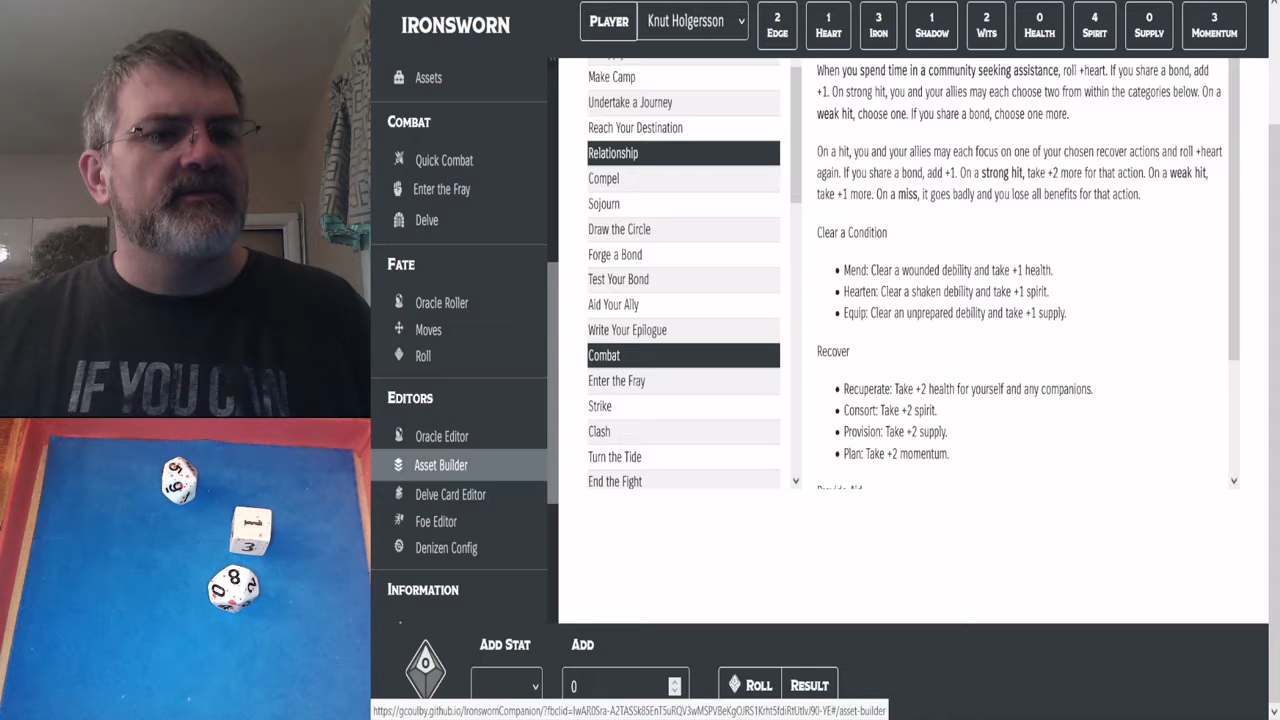 IRONSWORN
PLAYER
Knut Holgersson
2
EDGE
1
HEART
3
IRON
1
SHADOW
2
WITS
0
HEALTH
4
SPIRIT
0
SUPPLY
3
MOMENTUM
Assets
COMBAT
Quick Combat
Enter the Fray
Delve
FATE
Oracle Roller
Moves
Roll
EDITORS
Oracle Editor
Asset Builder
Delve Card Editor
Foe Editor
Denizen Config
INFORMATION
Make Camp
Undertake a Journey
Reach Your Destination
Relationship
Compel
Sojourn
Draw the Circle
Forge a Bond
Test Your Bond
Aid Your Ally
Write Your Epilogue
Combat
Enter the Fray
Strike
Clash
Turn the Tide
End the Fight
When you spend time in a community seeking assistance, roll +heart. If you share a bond, add
+1. On strong hit, you and your allies may each choose two from within the categories below. On a
weak hit, choose one. If you share a bond, choose one more.
On a hit, you and your allies may each focus on one of your chosen recover actions and roll +heart
again. If you share a bond, add +1. On a strong hit, take +2 more for that action. On a weak hit,
take +1 more. On a miss, it goes badly and you lose all benefits for that action.
Clear a Condition
• Mend: Clear a wounded debility and take +1 health.
• Hearten: Clear a shaken debility and take +1 spirit.
• Equip: Clear an unprepared debility and take +1 supply.
Recover
• Recuperate: Take +2 health for yourself and any companions.
• Consort: Take +2 spirit.
• Provision: Take +2 supply.
• Plan: Take +2 momentum.
0
ADD STAT
ADD
0
ROLL
RESULT
IF YOU C N
1
3
8
0
2